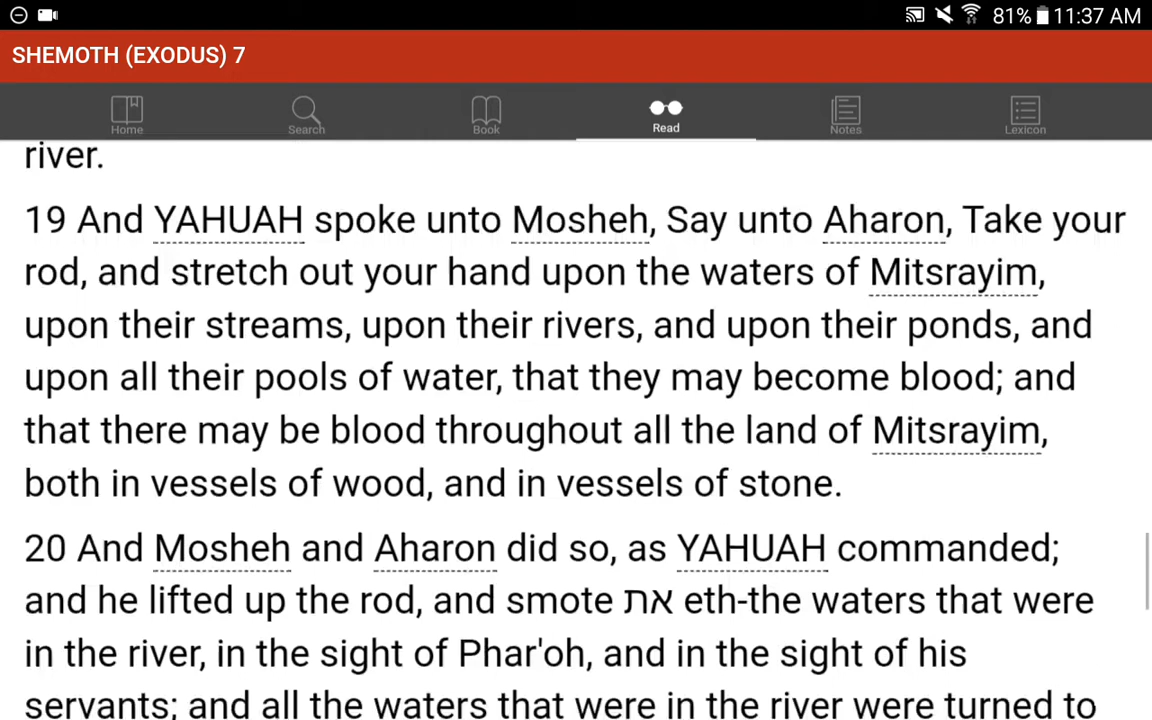 81% 11:37 AM
SHEMOTH (EXODUS) 7
Home Search Book Read Notes Lexicon
river.
19 And YAHUAH spoke unto Mosheh, Say unto Aharon, Take your
rod, and stretch out your hand upon the waters of Mitsrayim,
upon their streams, upon their rivers, and upon their ponds, and
upon all their pools of water, that they may become blood; and
that there may be blood throughout all the land of Mitsrayim,
both in vessels of wood, and in vessels of stone.
20 And Mosheh and Aharon did so, as YAHUAH commanded;
and he lifted up the rod, and smote את eth-the waters that were
in the river, in the sight of Phar'oh, and in the sight of his
servants; and all the waters that were in the river were turned to